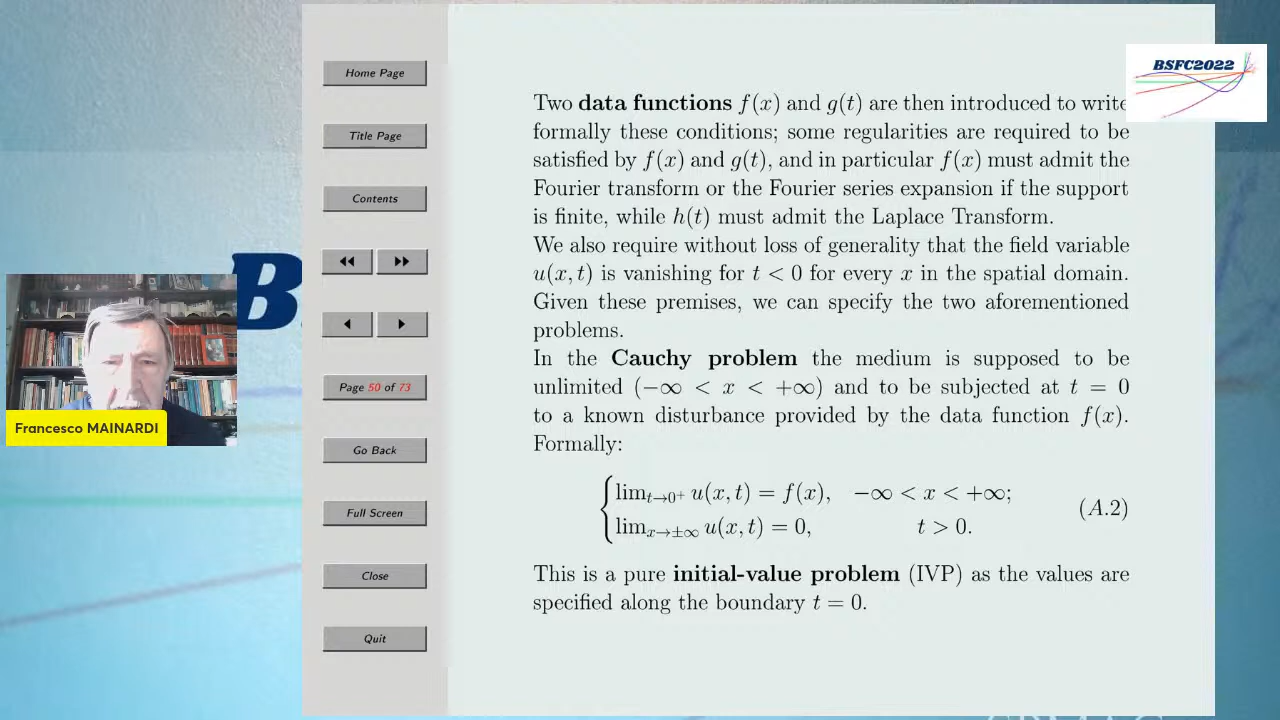 Home Page
Title Page
Contents
Page 50 of 73
Go Back
Full Screen
Close
Quit
Francesco MAINARDI
BSFC2022
Two data functions f(x) and g(t) are then introduced to write
formally these conditions; some regularities are required to be
satisfied by f(x) and g(t), and in particular f(x) must admit the
Fourier transform or the Fourier series expansion if the support
is finite, while h(t) must admit the Laplace Transform.
We also require without loss of generality that the field variable
u(x, t) is vanishing for t < 0 for every x in the spatial domain.
Given these premises, we can specify the two aforementioned
problems.
In the Cauchy problem the medium is supposed to be
unlimited (−∞ < x < +∞) and to be subjected at t = 0
to a known disturbance provided by the data function f(x).
Formally:
lim_{t→0⁺} u(x, t) = f(x), −∞ < x < +∞;
lim_{x→±∞} u(x, t) = 0, t > 0.
(A.2)
This is a pure initial-value problem (IVP) as the values are
specified along the boundary t = 0.